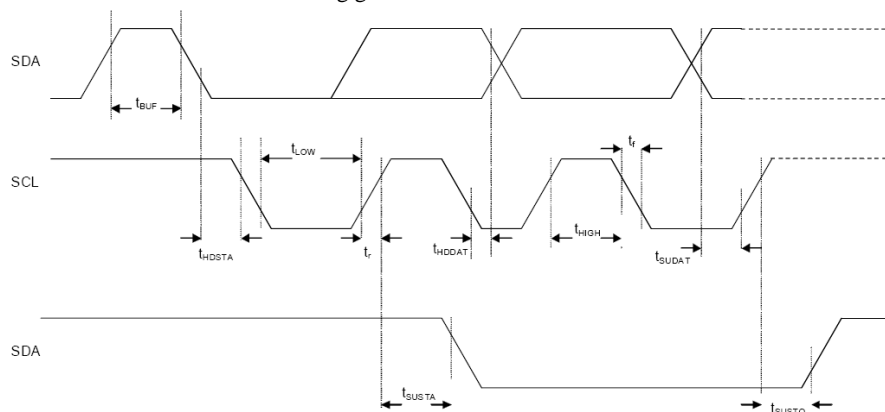 SDA
tBUF
tf
tLOW
SCL
tHDSTA
tr
tHDDAT
tHIGH
tSUDAT
SDA
tSUSTA
tSUSTO